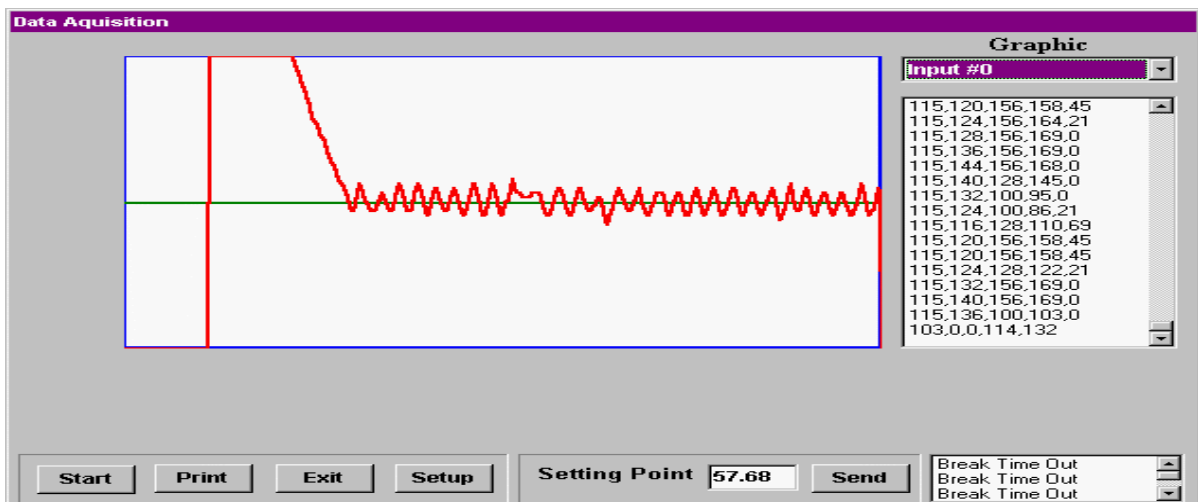 Data Aquisition
Graphic
Input #0
115,120,156,158,45
115,124,156,164,21
115,128,156,169,0
115,136,156,169,0
115,144,156,168,0
115,140,128,145,0
115,132,100,95,0
115,124,100,86,21
115,116,128,110,69
115,120,156,158,45
115,120,156,158,45
115,124,128,122,21
115,132,156,169,0
115,140,156,169,0
115,136,100,103,0
103,0,0,114,132
Start
Print
Exit
Setup
Setting Point
57.68
Send
Break Time Out
Break Time Out
Break Time Out